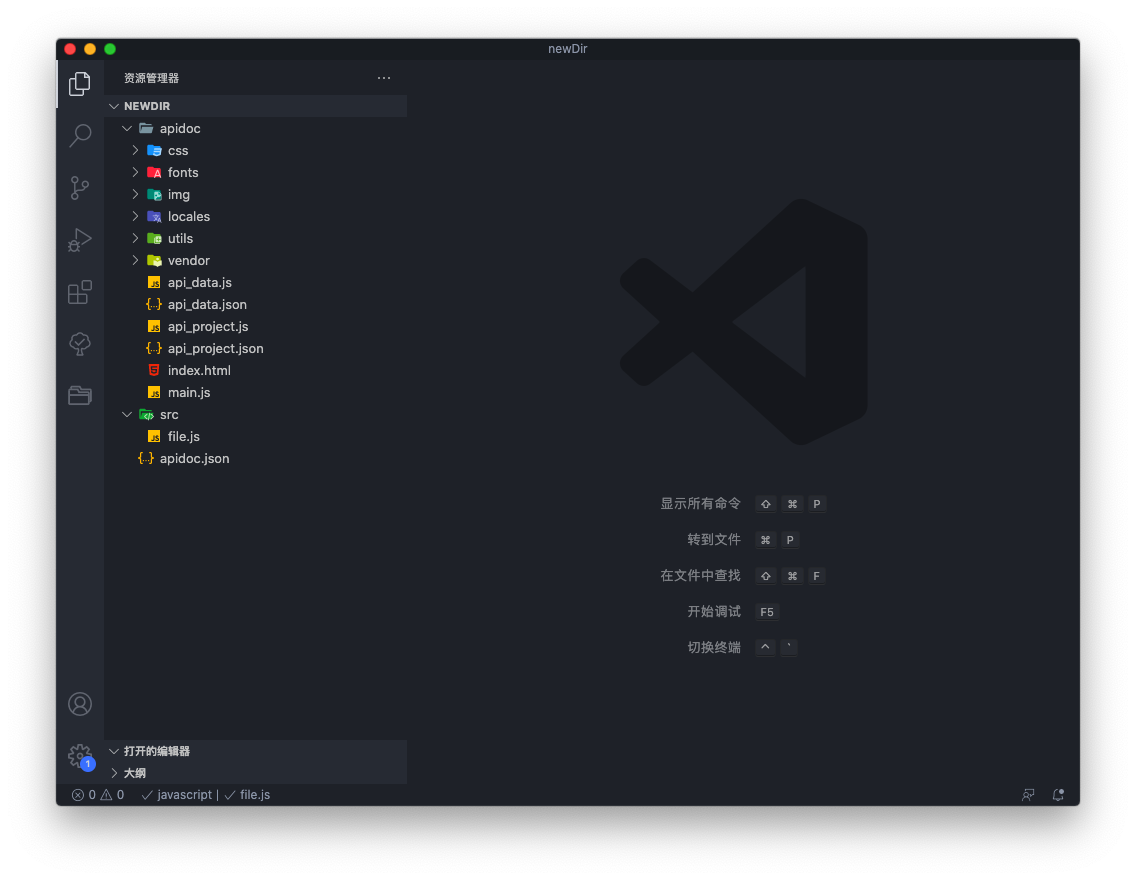 newDir
资源管理器
NEWDIR
apidoc
css
fonts
img
locales
utils
vendor
api_data.js
api_data.json
api_project.js
api_project.json
index.html
main.js
src
file.js
apidoc.json
显示所有命令 ⇧ ⌘ P
转到文件 ⌘ P
在文件中查找 ⇧ ⌘ F
开始调试 F5
切换终端 ^ `
打开的编辑器
大纲
1
0 0 javascript | file.js